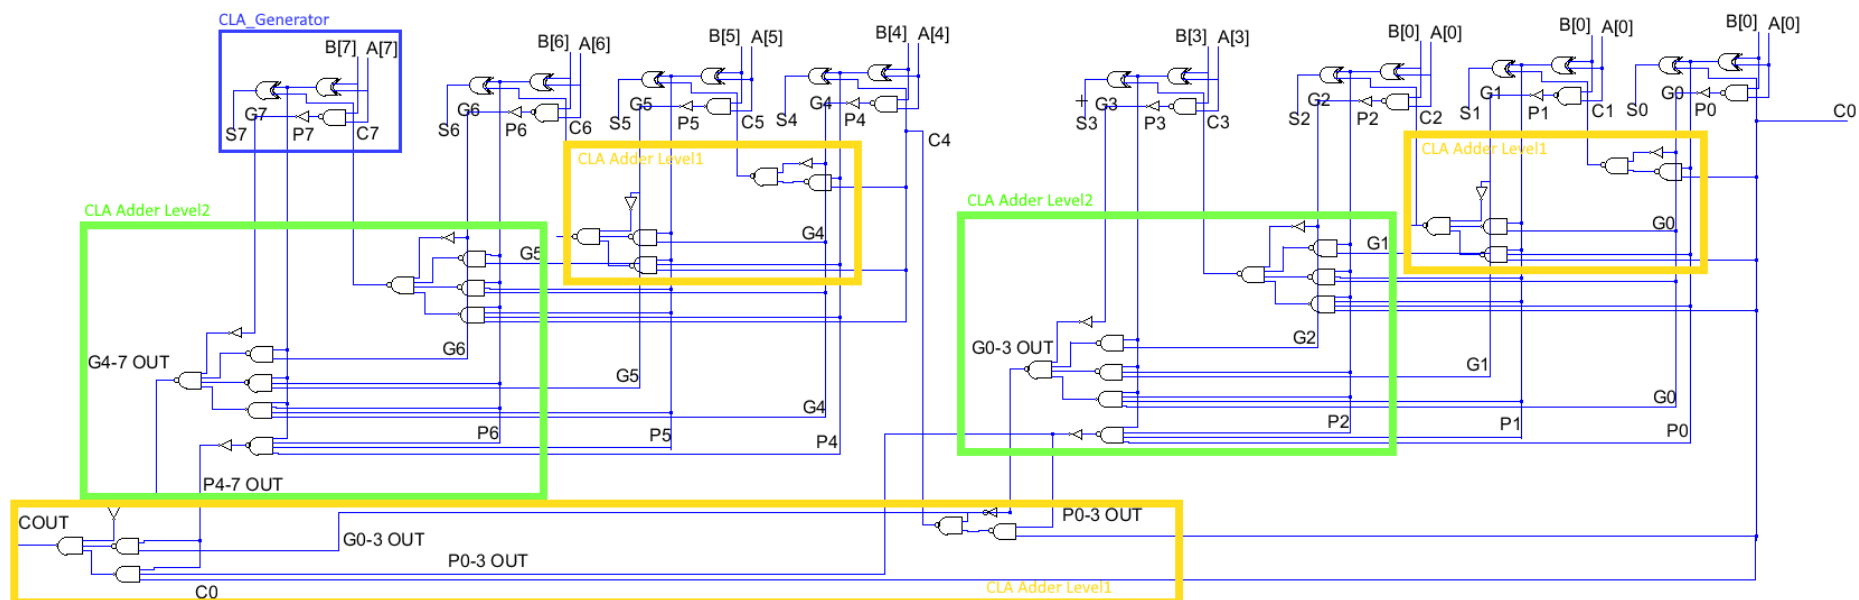 CLA_Generator
B[7] A[7]
B[6] A[6]
B[5] A[5]
B[4] A[4]
B[3] A[3]
B[0] A[0]
B[0] A[0]
B[0] A[0]
G7
S7 P7 C7
G6
S6 P6 C6
G5
S5 P5 C5
G4
S4 P4
C4
G3
S3 P3 C3
G2
S2 P2 C2
G1
S1 P1 C1
G0
S0 P0
C0
CLA Adder Level1
CLA Adder Level1
CLA Adder Level2
CLA Adder Level2
G4
G5
G0
G1
G6
G5
G4
G4-7 OUT
P6
P5
P4
P4-7 OUT
G2
G1
G0
G0-3 OUT
P2
P1
P0
COUT
G0-3 OUT
P0-3 OUT
P0-3 OUT
C0
CLA Adder Level1